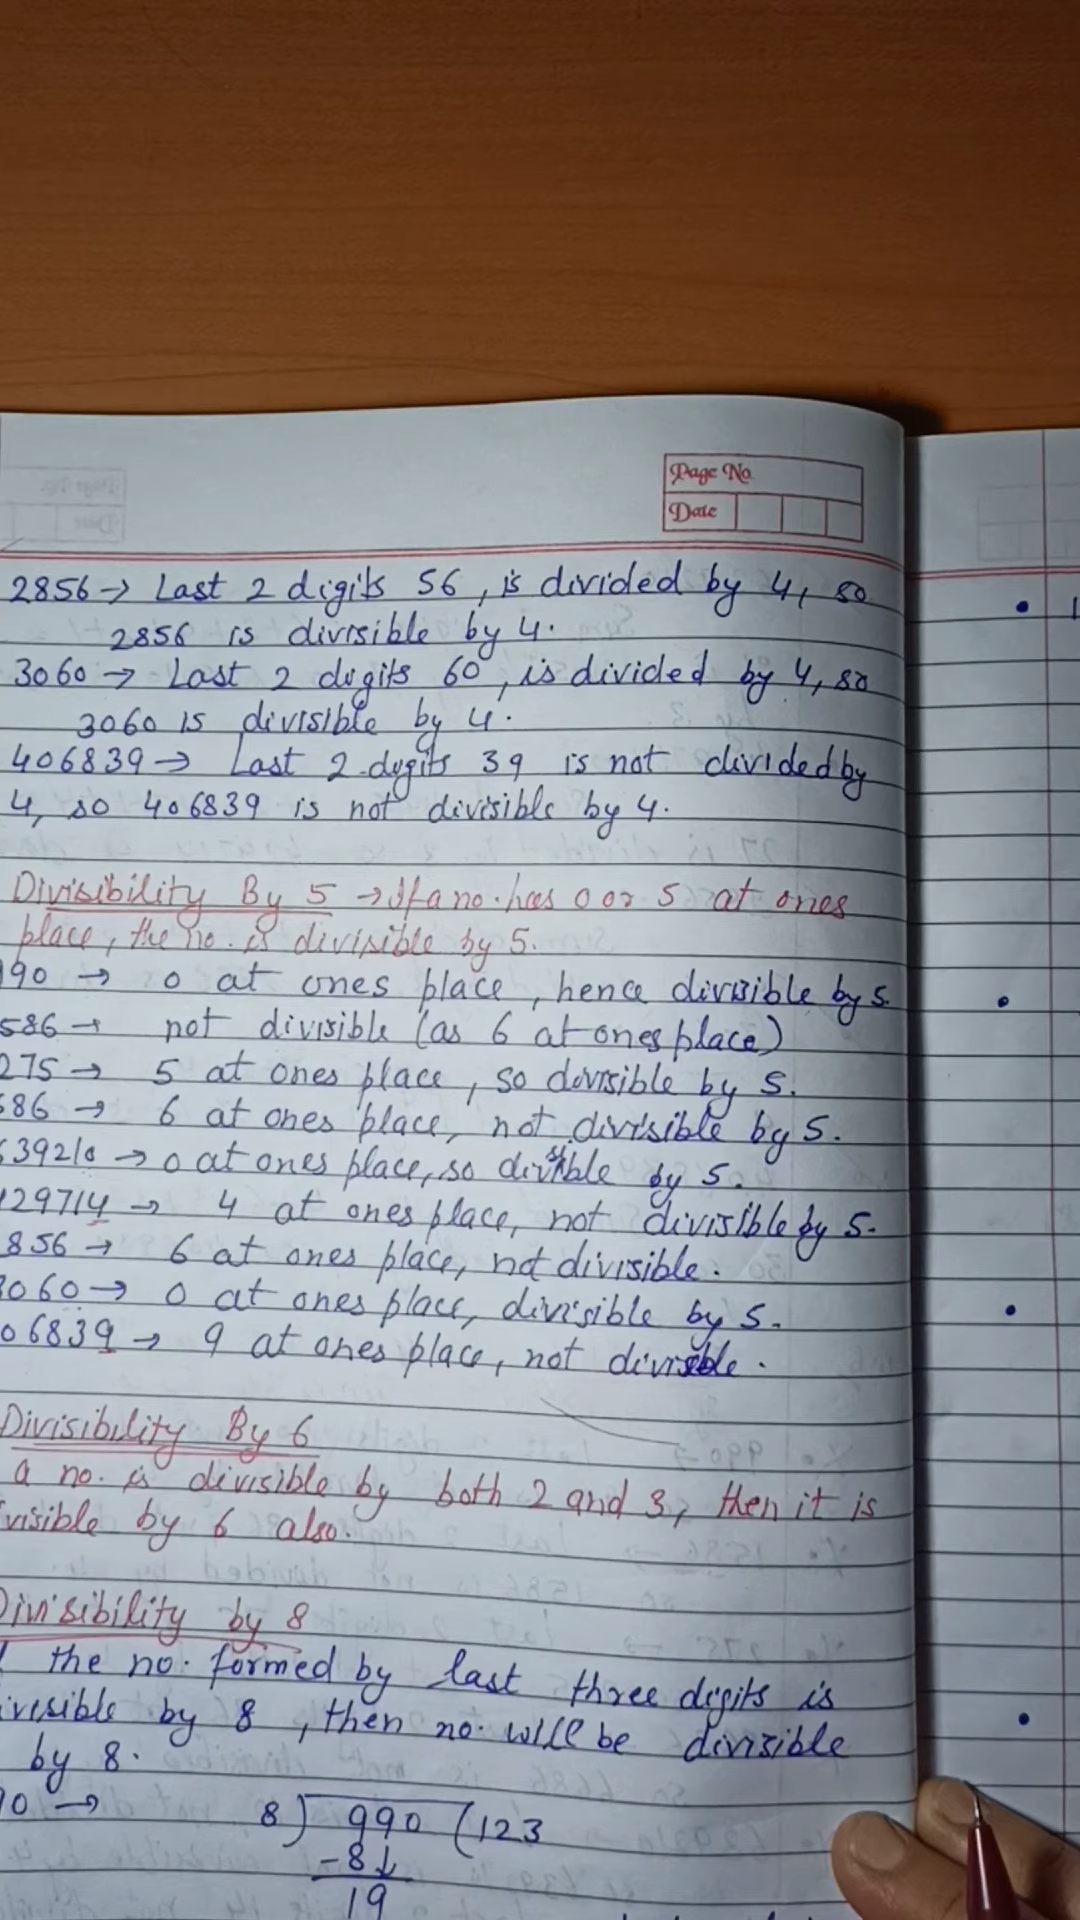 Page No.
Date
2856 → Last 2 digits 56, is divided by 4, so
2856 is divisible by 4.
3060 → Last 2 digits 60, is divided by 4, so
3060 is divisible by 4.
406839 → Last 2 digits 39 is not divided by
4, so 406839 is not divisible by 4.
Divisibility By 5 → If a no. has 0 or 5 at ones
place, the no. is divisible by 5.
990 → 0 at ones place, hence divisible by 5.
586 → not divisible (as 6 at ones place)
275 → 5 at ones place, so divisible by 5.
686 → 6 at ones place, not divisible by 5.
639210 → 0 at ones place, so divisible by 5.
429714 → 4 at ones place, not divisible by 5.
856 → 6 at ones place, not divisible.
3060 → 0 at ones place, divisible by 5.
06839 → 9 at ones place, not divisible.
Divisibility By 6
a no. is divisible by both 2 and 3, then it is
visible by 6 also.
Divisibility by 8
the no. formed by last three digits is
ivisible by 8, then no. will be divisible
by 8.
90 → 8) 990 (123
-8↓
19